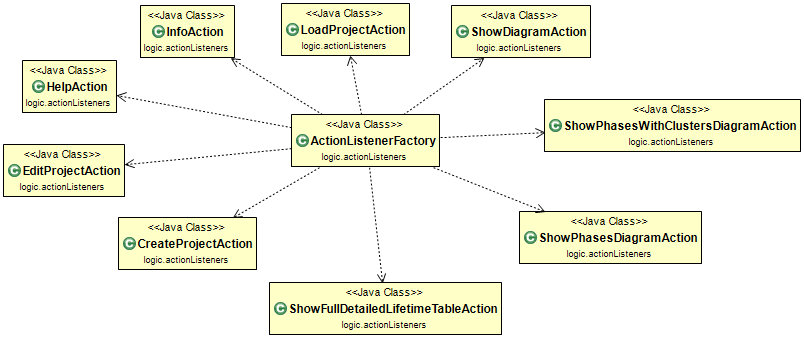 <<Java Class>>
InfoAction
logic.actionListeners
<<Java Class>>
LoadProjectAction
logic.actionListeners
<<Java Class>>
ShowDiagramAction
logic.actionListeners
<<Java Class>>
HelpAction
logic.actionListeners
<<Java Class>>
ActionListenerFactory
logic.actionListeners
<<Java Class>>
ShowPhasesWithClustersDiagramAction
logic.actionListeners
<<Java Class>>
EditProjectAction
logic.actionListeners
<<Java Class>>
CreateProjectAction
logic.actionListeners
<<Java Class>>
ShowPhasesDiagramAction
logic.actionListeners
<<Java Class>>
ShowFullDetailedLifetimeTableAction
logic.actionListeners